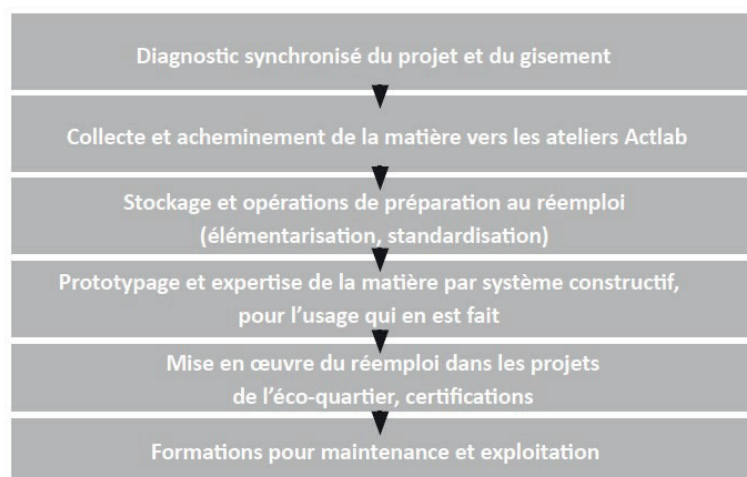 Diagnostic synchronisé du projet et du gisement
Collecte et acheminement de la matière vers les ateliers Actlab
Stockage et opérations de préparation au réemploi
(élémentarisation, standardisation)
Prototypage et expertise de la matière par système constructif,
pour l’usage qui en est fait
Mise en œuvre du réemploi dans les projets
de l’éco-quartier, certifications
Formations pour maintenance et exploitation